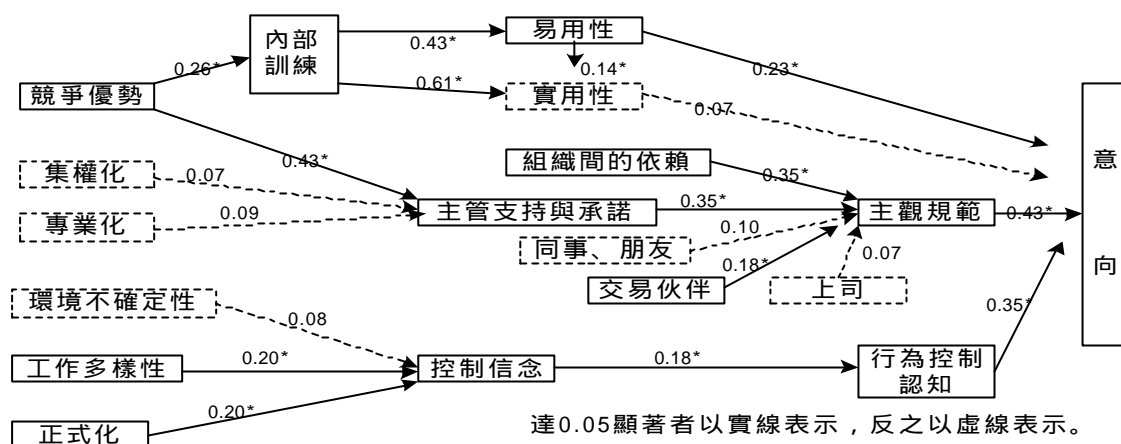 內部
訓練
0.43*
易用性
0.26*
0.14*
0.23*
0.61*
競爭優勢
實用性
0.07
意
向
0.43*
組織間的依賴
集權化
0.07
0.35*
0.09
主管支持與承諾
0.35*
主觀規範
0.43*
專業化
同事、朋友
0.10
0.18*
0.07
交易伙伴
上司
環境不確定性
0.08
0.35*
工作多樣性
0.20*
控制信念
0.18*
行為控制
認知
0.20*
正式化
達0.05顯著者以實線表示，反之以虛線表示。